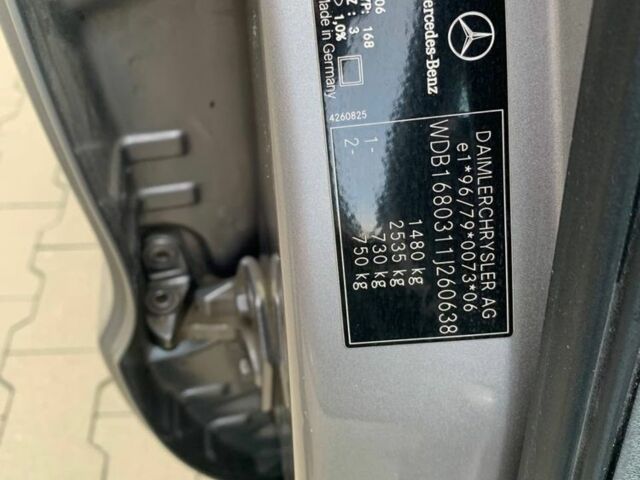 Mercedes-Benz
DAIMLERCHRYSLER AG
e1*96/79*0073*06
WDB1680311J260638
1480 kg
2535 kg
1- 730 kg
2- 750 kg
06
P: 168
Z : 3
1,0%
Made in Germany
4260825